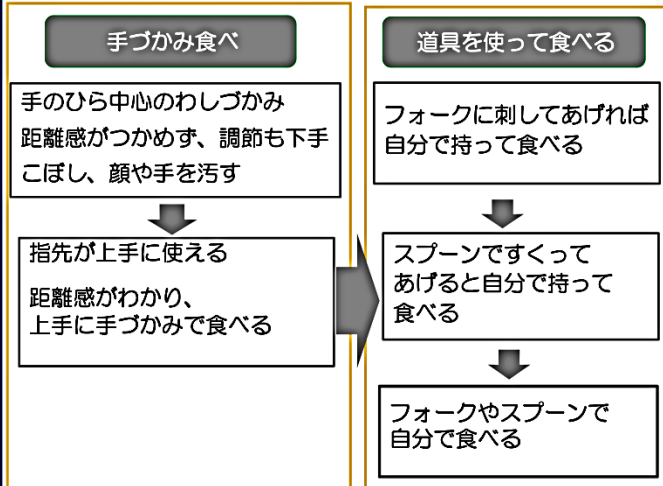 手づかみ食べ
手のひら中心のわしづかみ
距離感がつかめず、調節も下手
こぼし、顔や手を汚す
指先が上手に使える
距離感がわかり、
上手に手づかみで食べる
道具を使って食べる
フォークに刺してあげれば
自分で持って食べる
スプーンですくって
あげると自分で持って
食べる
フォークやスプーンで
自分で食べる